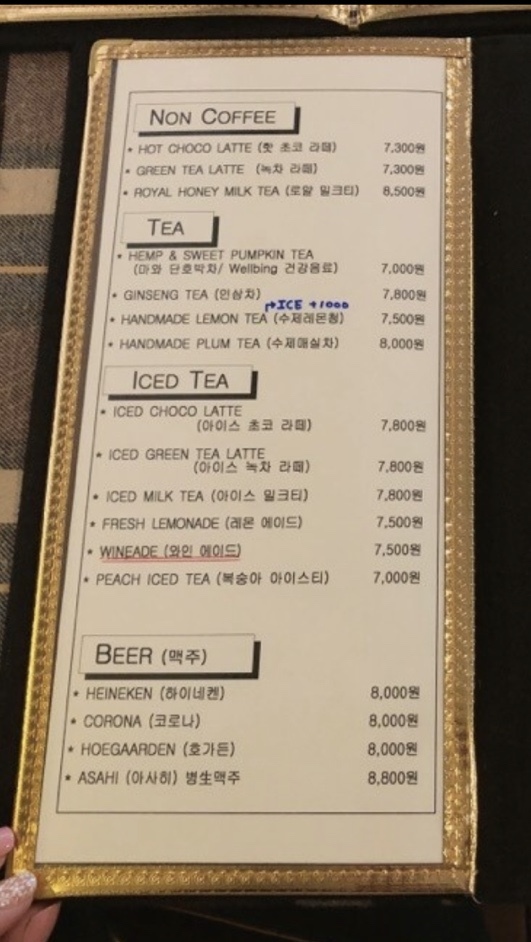 NON COFFEE
* HOT CHOCO LATTE (핫 초코 라떼) 7,300원
* GREEN TEA LATTE (녹차 라떼) 7,300원
* ROYAL HONEY MILK TEA (로얄 밀크티) 8,500원
TEA
* HEMP & SWEET PUMPKIN TEA
(마와 단호박차/ Wellbing 건강음료) 7,000원
* GINSENG TEA (인삼차) 7,800원
↱ICE +1000
* HANDMADE LEMON TEA (수제레몬청) 7,500원
* HANDMADE PLUM TEA (수제매실차) 8,000원
ICED TEA
* ICED CHOCO LATTE
(아이스 초코 라떼) 7,800원
* ICED GREEN TEA LATTE
(아이스 녹차 라떼) 7,800원
* ICED MILK TEA (아이스 밀크티) 7,800원
* FRESH LEMONADE (레몬 에이드) 7,500원
* WINEADE (와인 에이드) 7,500원
* PEACH ICED TEA (복숭아 아이스티) 7,000원
BEER (맥주)
* HEINEKEN (하이네켄) 8,000원
* CORONA (코로나) 8,000원
* HOEGAARDEN (호가든) 8,000원
* ASAHI (아사히) 병生맥주 8,800원